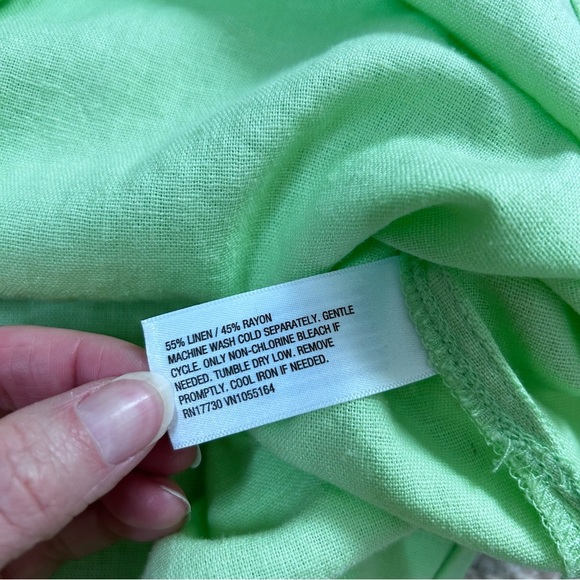 55% LINEN / 45% RAYON
MACHINE WASH COLD SEPARATELY. GENTLE
CYCLE. ONLY NON-CHLORINE BLEACH IF
NEEDED. TUMBLE DRY LOW. REMOVE
PROMPTLY. COOL IRON IF NEEDED.
RN17730 VN1055164